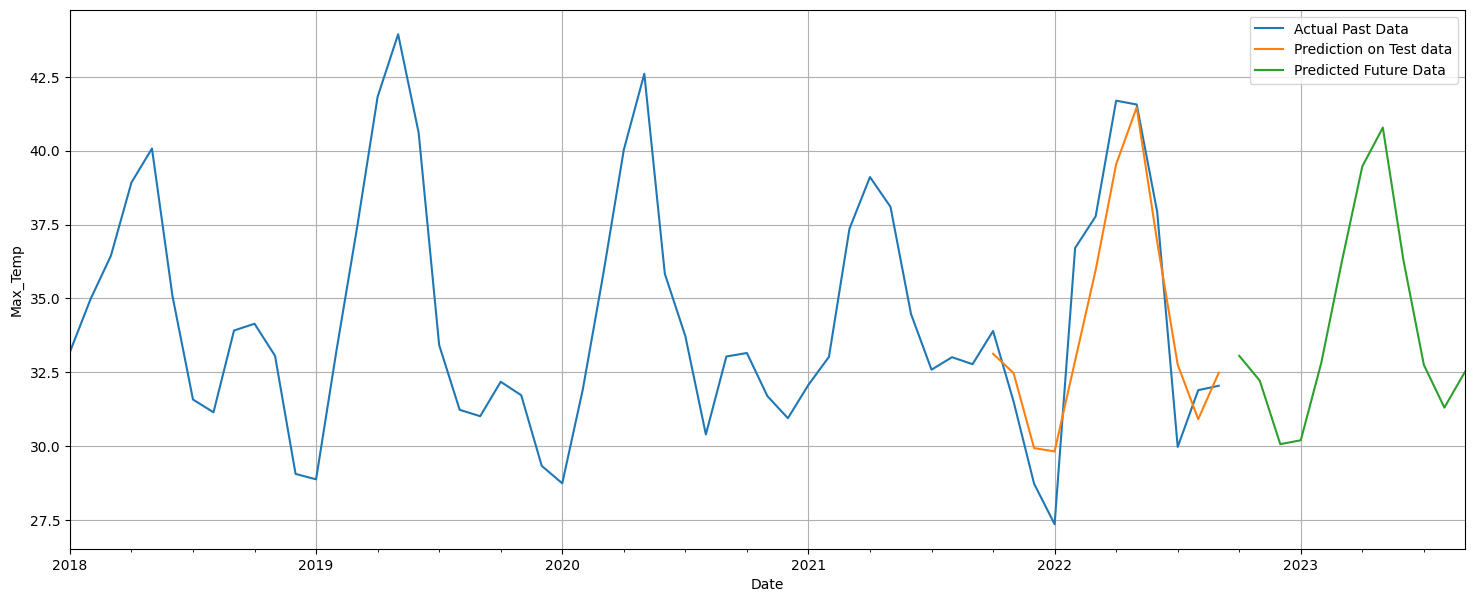 Actual Past Data
Prediction on Test data
Predicted Future Data
Max_Temp
42.5
40.0
37.5
35.0
32.5
30.0
27.5
2018
2019
2020
2021
2022
2023
Date